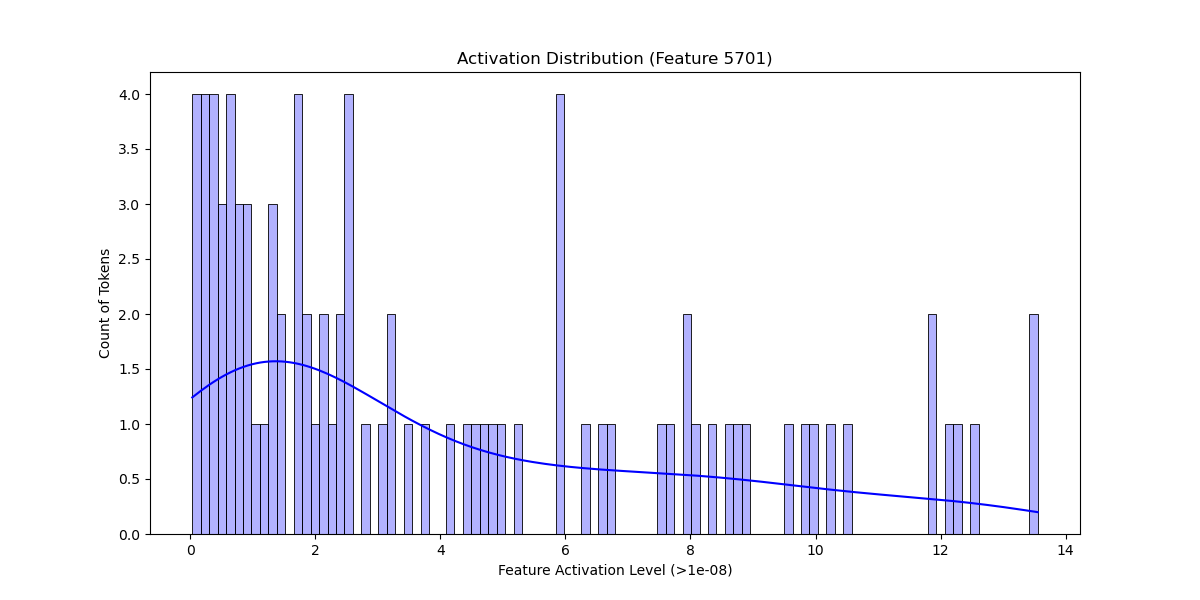 Activation Distribution (Feature 5701)
4.0
3.5
3.0
2.5
2.0
1.5
1.0
0.5
0.0
Count of Tokens
0 2 4 6 8 10 12 14
Feature Activation Level (>1e-08)